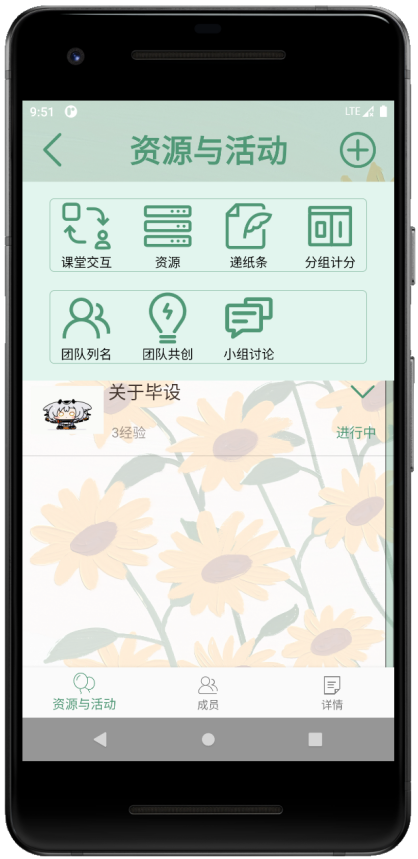 9:51 LTE
资源与活动
课堂交互 资源 递纸条 分组计分
团队列名 团队共创 小组讨论
关于毕设
3经验 进行中
资源与活动 成员 详情